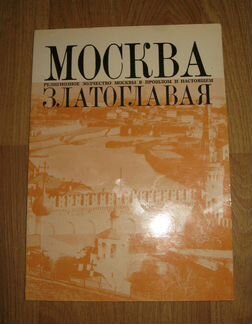 МОСКВА
РЕЛИГИОЗНОЕ ЗОДЧЕСТВО МОСКВЫ В ПРОШЛОМ И НАСТОЯЩЕМ
ЗЛАТОГЛАВАЯ